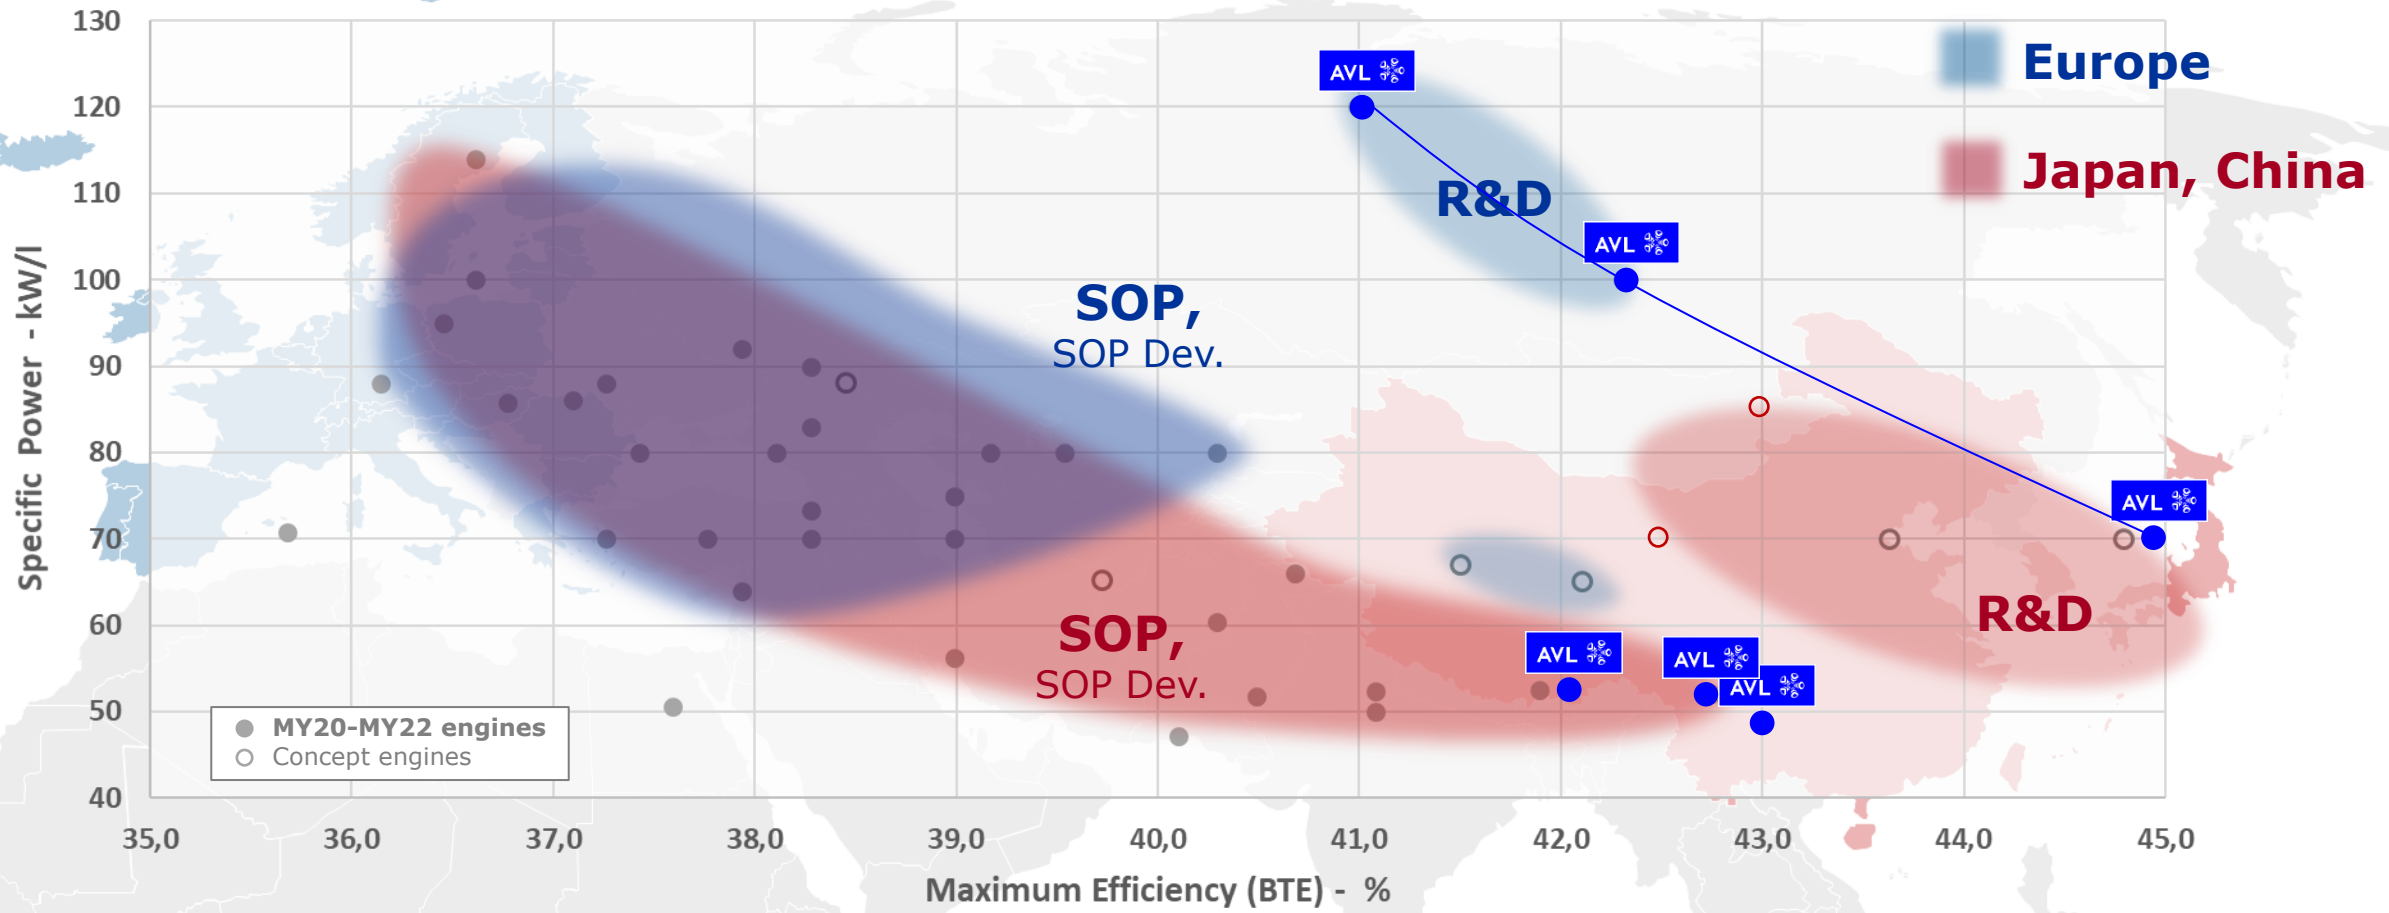 130
120
110
100
90
80
70
60
50
40
Specific Power - kW/l
35,0 36,0 37,0 38,0 39,0 40,0 41,0 42,0 43,0 44,0 45,0
Maximum Efficiency (BTE) - %
Europe
Japan, China
AVL
R&D
AVL
SOP,
SOP Dev.
AVL
R&D
SOP,
SOP Dev.
AVL
AVL
AVL
MY20-MY22 engines
Concept engines